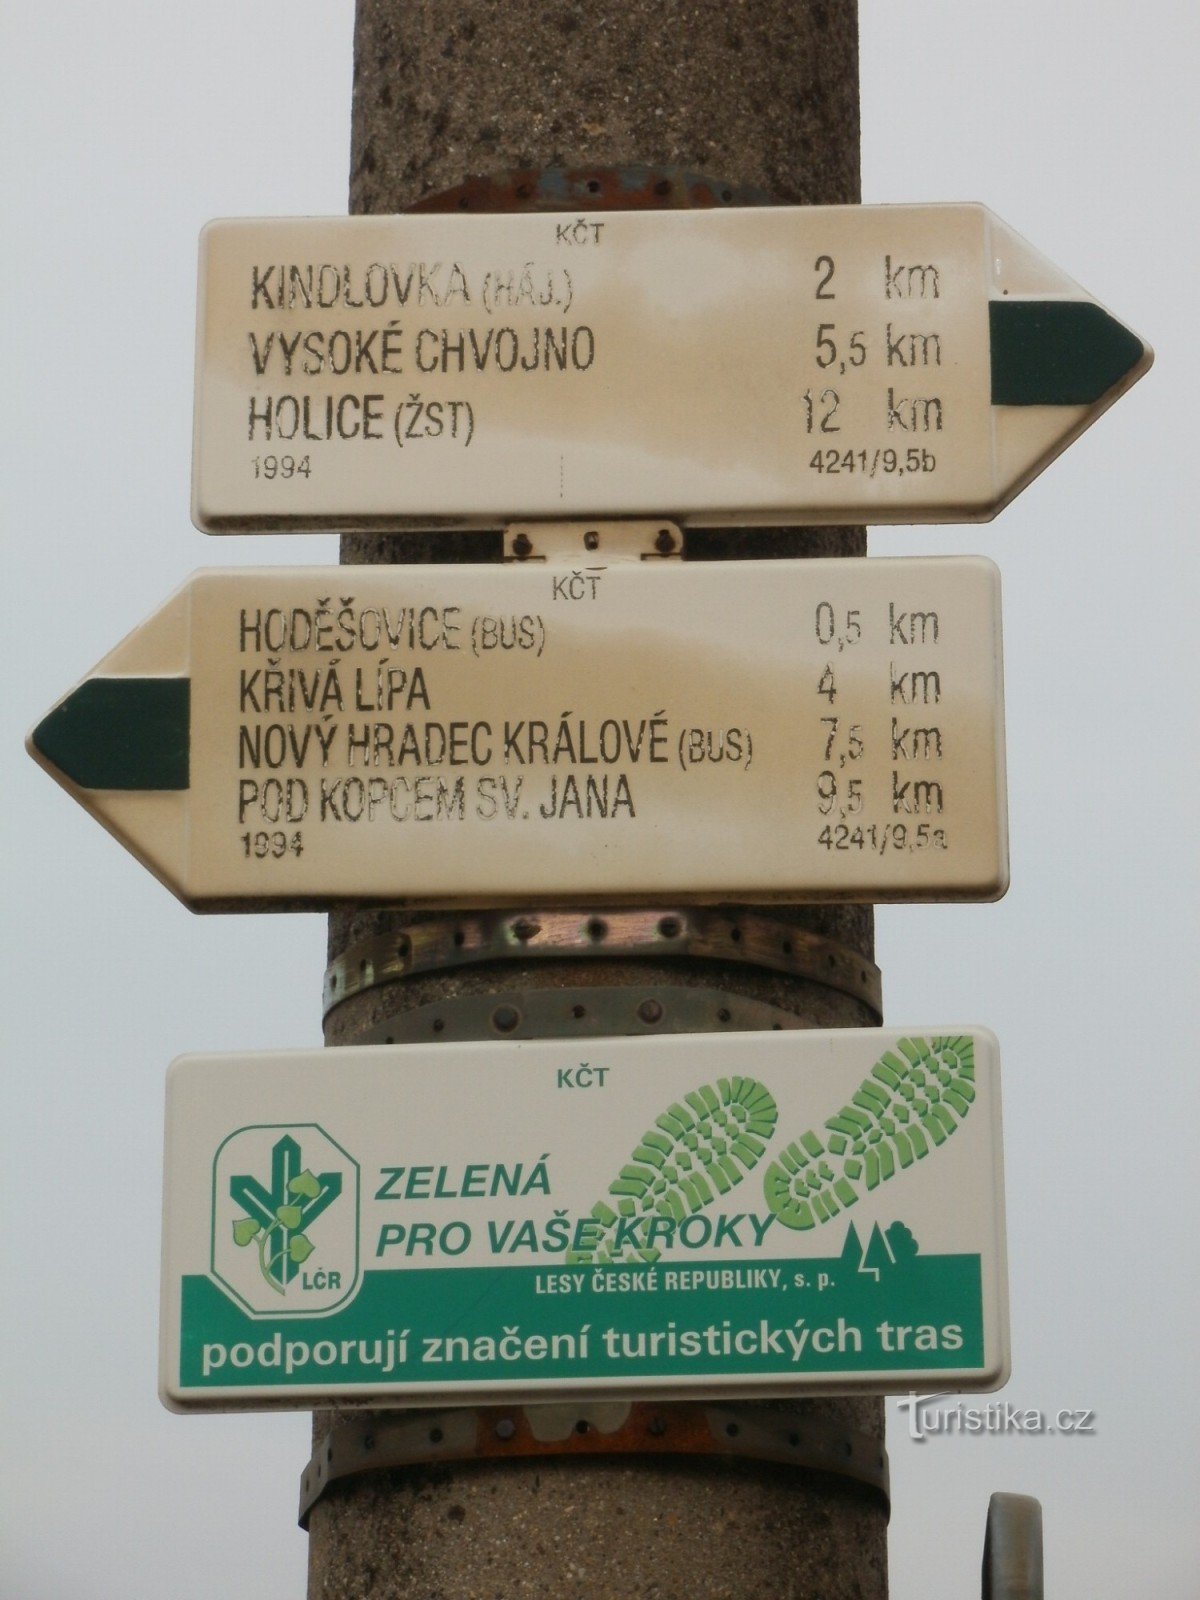 KČT
KINDLOVKA (HÁJ.) 2 km
VYSOKÉ CHVOJNO 5,5 km
HOLICE (ŽST) 12 km
1994 4241/9,5b
KČT
HODĚŠOVICE (BUS) 0,5 km
KŘIVÁ LÍPA 4 km
NOVÝ HRADEC KRÁLOVÉ (BUS) 7,5 km
POD KOPCEM SV. JANA 9,5 km
1994 4241/9,5a
KČT
ZELENÁ
PRO VAŠE KROKY
LČR
LESY ČESKÉ REPUBLIKY, s. p.
podporují značení turistických tras
Turistika.cz